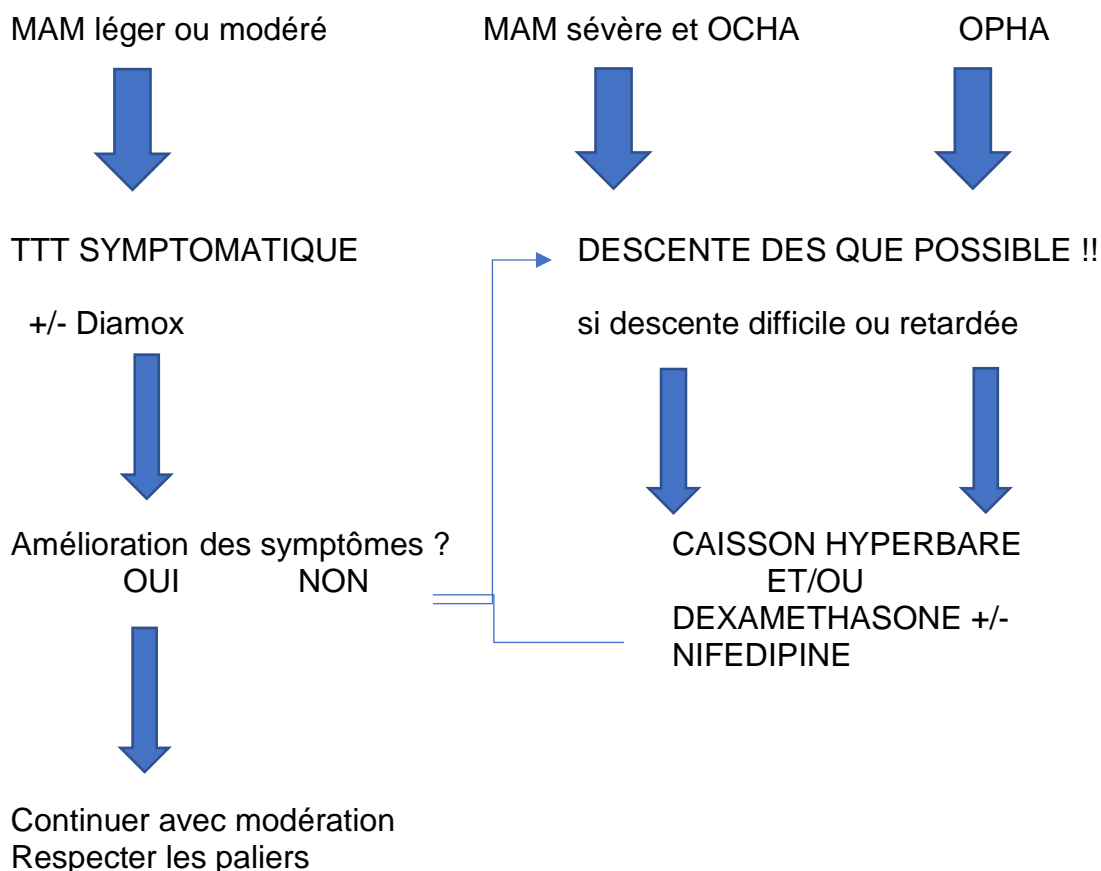 MAM léger ou modéré
MAM sévère et OCHA
OPHA
TTT SYMPTOMATIQUE
DESCENTE DES QUE POSSIBLE !!
+/- Diamox
si descente difficile ou retardée
Amélioration des symptômes ?
OUI NON
CAISSON HYPERBARE
ET/OU
DEXAMETHASONE +/-
NIFEDIPINE
Continuer avec modération
Respecter les paliers